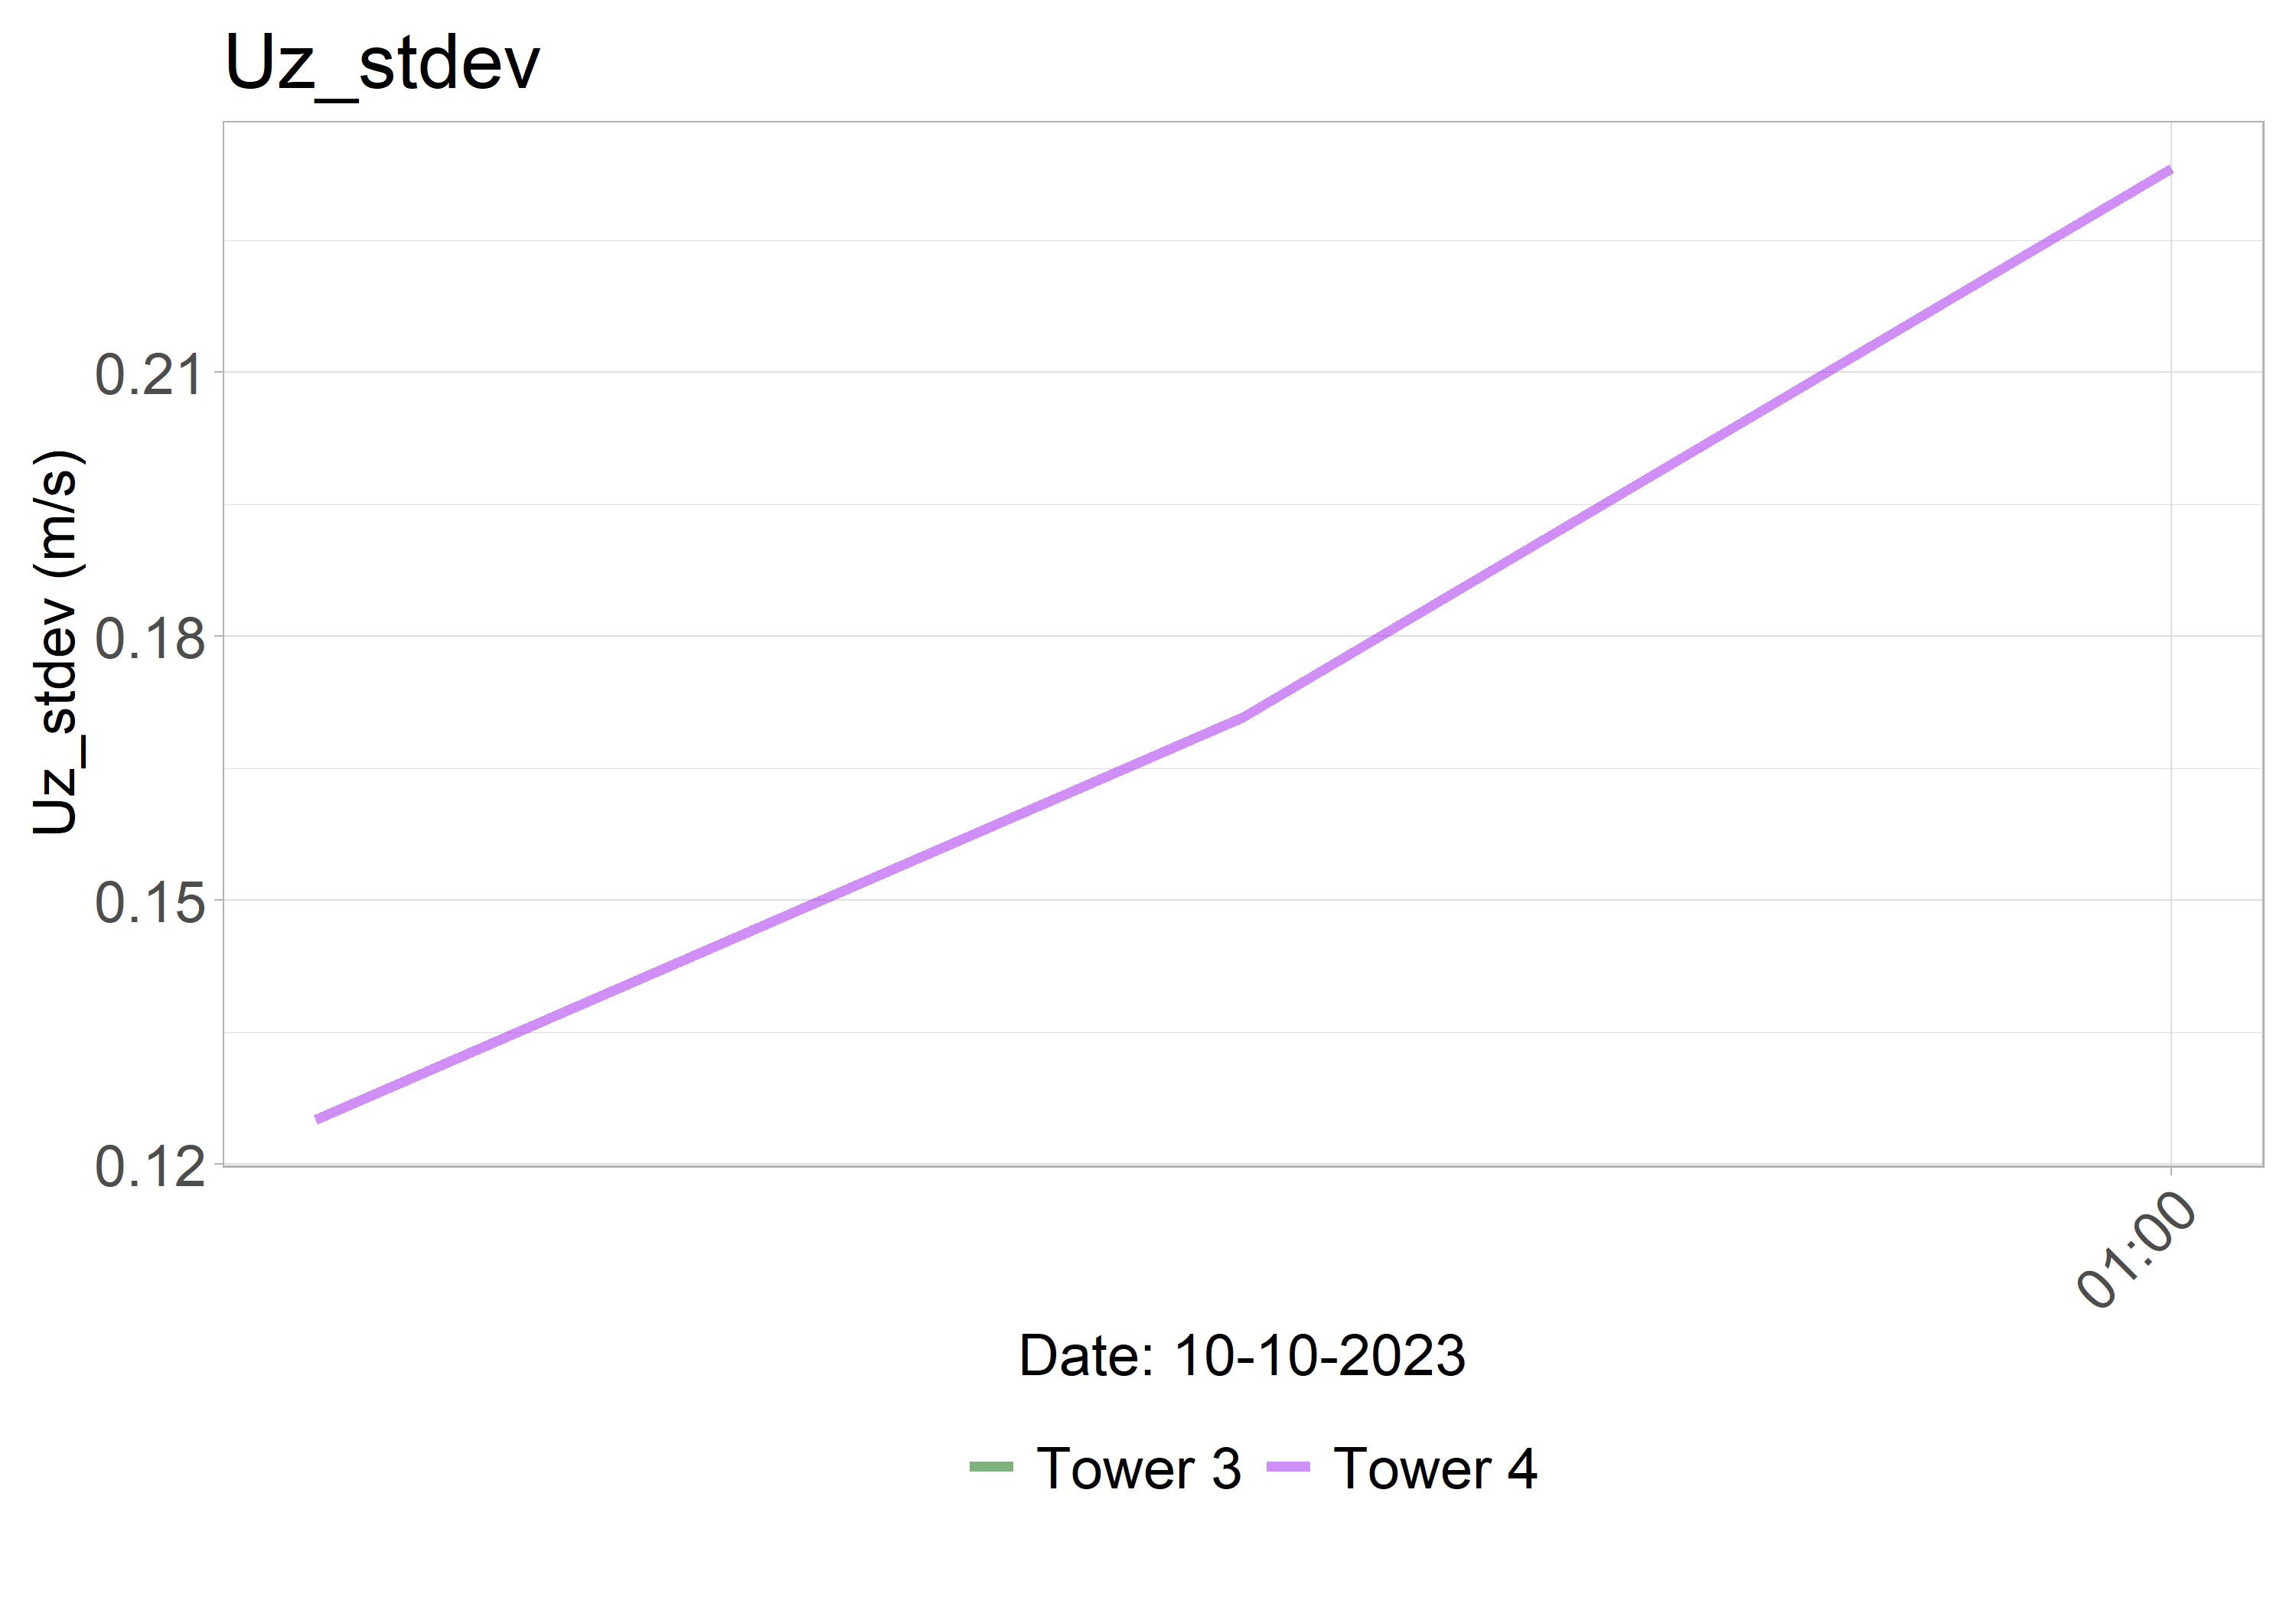 Uz_stdev
Uz_stdev (m/s)
0.21
0.18
0.15
0.12
01:00
Date: 10-10-2023
Tower 3 Tower 4